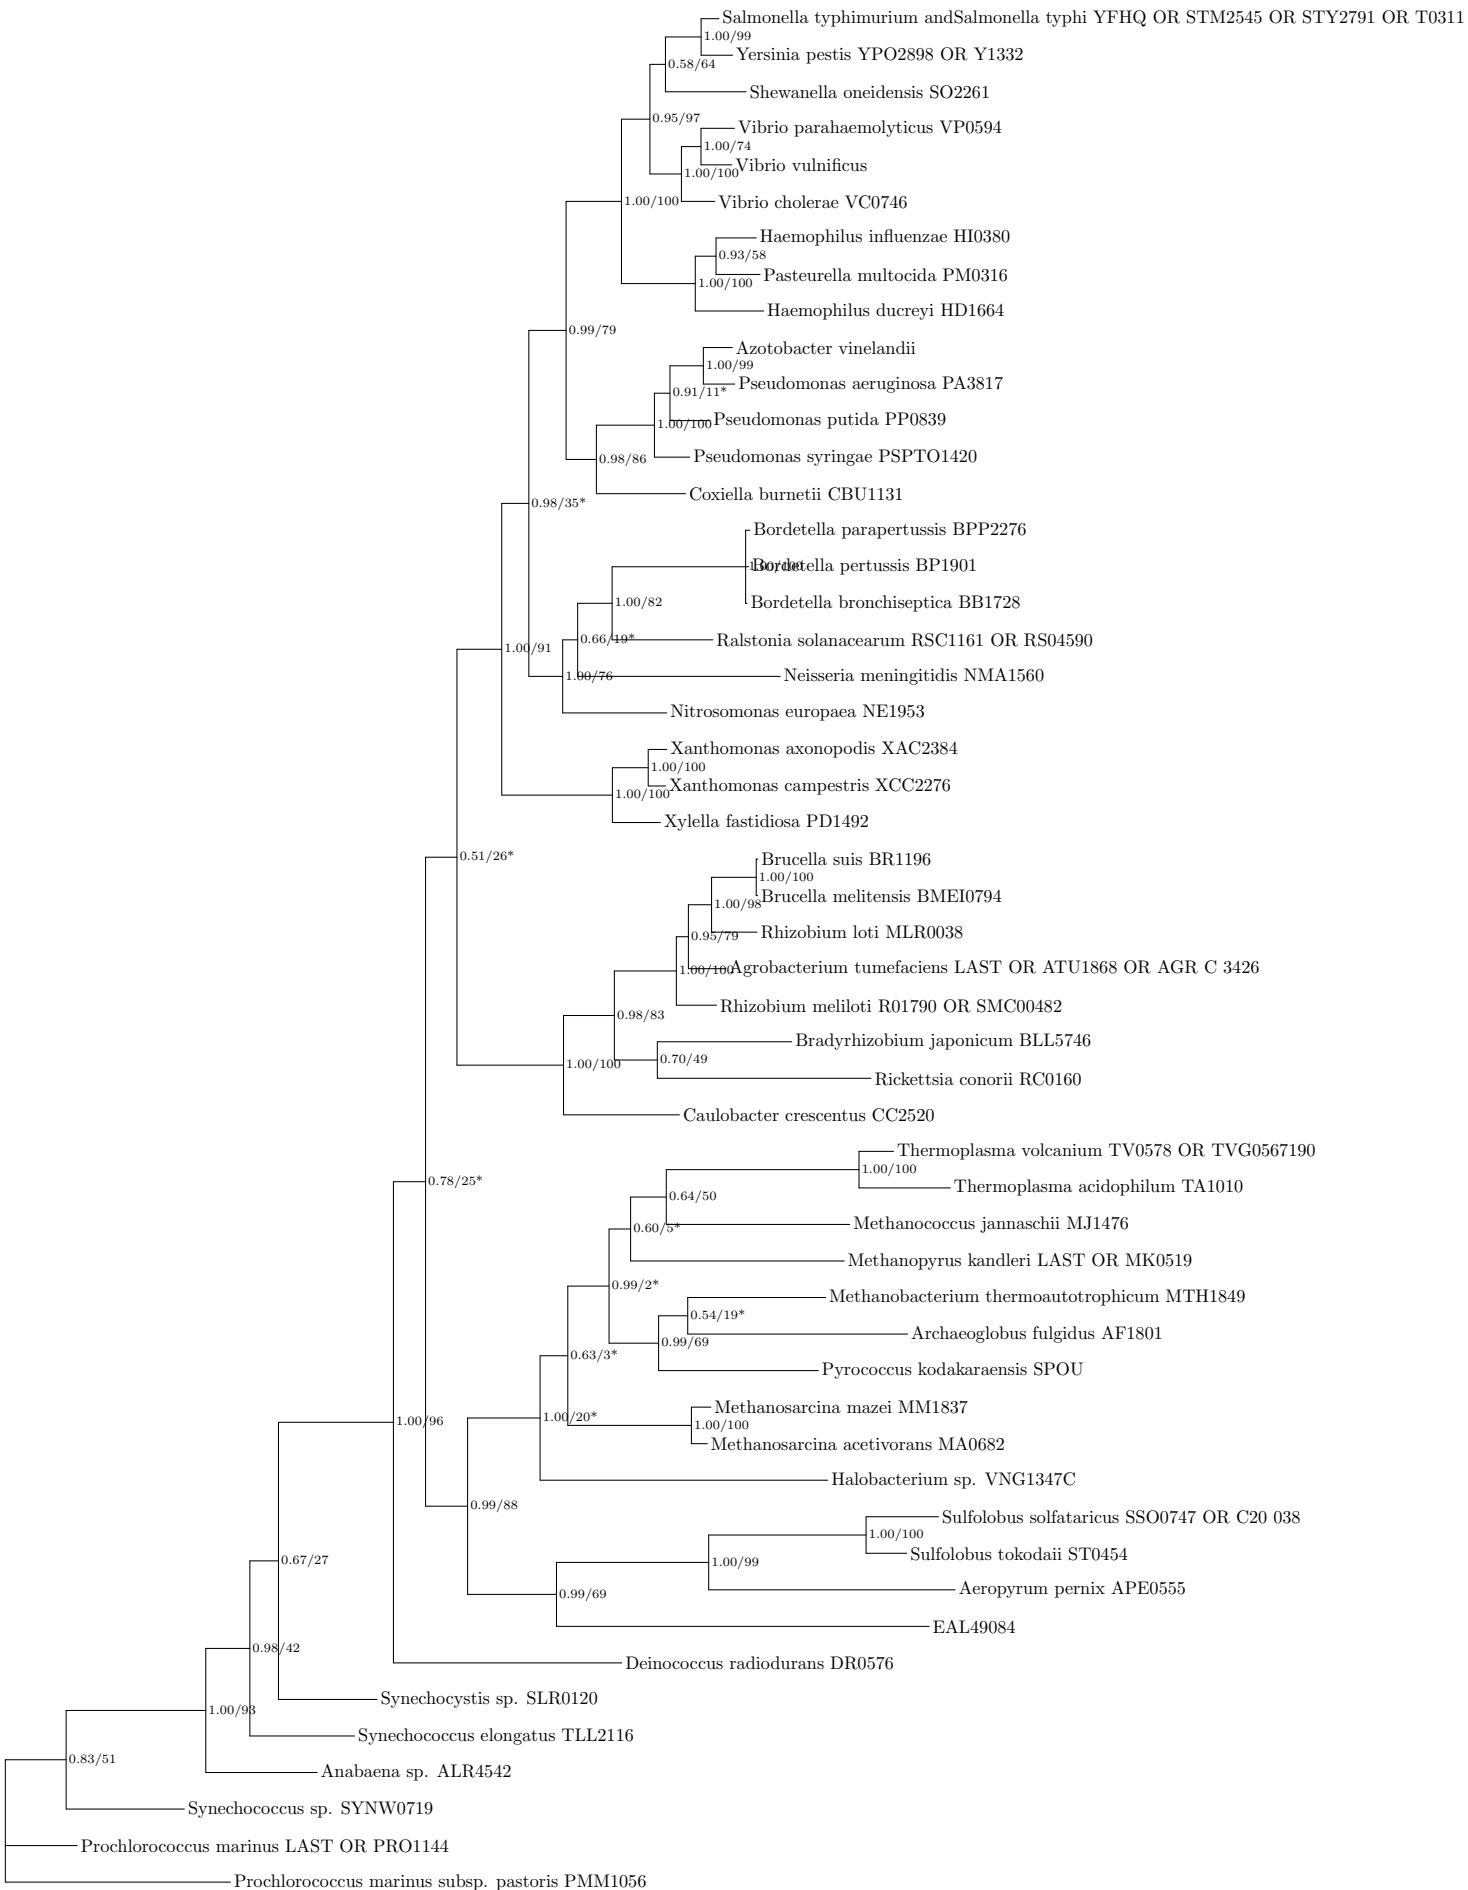 Salmonella typhimurium andSalmonella typhi YFHQ OR STM2545 OR STY2791 OR T0311
1.00/99
Yersinia pestis YPO2898 OR Y1332
0.58/64
Shewanella oneidensis SO2261
0.95/97
Vibrio parahaemolyticus VP0594
1.00/74
Vibrio vulnificus
1.00/100
Vibrio cholerae VC0746
1.00/100
Haemophilus influenzae HI0380
0.93/58
Pasteurella multocida PM0316
1.00/100
Haemophilus ducreyi HD1664
0.99/79
Azotobacter vinelandii
1.00/99
Pseudomonas aeruginosa PA3817
0.91/11*
Pseudomonas putida PP0839
1.00/100
Pseudomonas syringae PSPTO1420
0.98/86
Coxiella burnetii CBU1131
0.98/35*
Bordetella parapertussis BPP2276
Bordetella pertussis BP1901
1.00/100
Bordetella bronchiseptica BB1728
1.00/82
Ralstonia solanacearum RSC1161 OR RS04590
0.66/19*
1.00/91
Neisseria meningitidis NMA1560
1.00/76
Nitrosomonas europaea NE1953
Xanthomonas axonopodis XAC2384
1.00/100
Xanthomonas campestris XCC2276
1.00/100
Xylella fastidiosa PD1492
0.51/26*
Brucella suis BR1196
1.00/100
Brucella melitensis BMEI0794
1.00/98
Rhizobium loti MLR0038
0.95/79
Agrobacterium tumefaciens LAST OR ATU1868 OR AGR C 3426
1.00/100
Rhizobium meliloti R01790 OR SMC00482
0.98/83
Bradyrhizobium japonicum BLL5746
0.70/49
1.00/100
Rickettsia conorii RC0160
Caulobacter crescentus CC2520
Thermoplasma volcanium TV0578 OR TVG0567190
1.00/100
0.78/25*
Thermoplasma acidophilum TA1010
0.64/50
Methanococcus jannaschii MJ1476
0.60/5*
Methanopyrus kandleri LAST OR MK0519
0.99/2*
Methanobacterium thermoautotrophicum MTH1849
0.54/19*
Archaeoglobus fulgidus AF1801
0.99/69
0.63/3*
Pyrococcus kodakaraensis SPOU
Methanosarcina mazei MM1837
1.00/20*
1.00/96
1.00/100
Methanosarcina acetivorans MA0682
Halobacterium sp. VNG1347C
0.99/88
Sulfolobus solfataricus SSO0747 OR C20 038
1.00/100
Sulfolobus tokodaii ST0454
0.67/27
1.00/99
Aeropyrum pernix APE0555
0.99/69
EAL49084
0.98/42
Deinococcus radiodurans DR0576
Synechocystis sp. SLR0120
1.00/93
Synechococcus elongatus TLL2116
0.83/51
Anabaena sp. ALR4542
Synechococcus sp. SYNW0719
Prochlorococcus marinus LAST OR PRO1144
Prochlorococcus marinus subsp. pastoris PMM1056